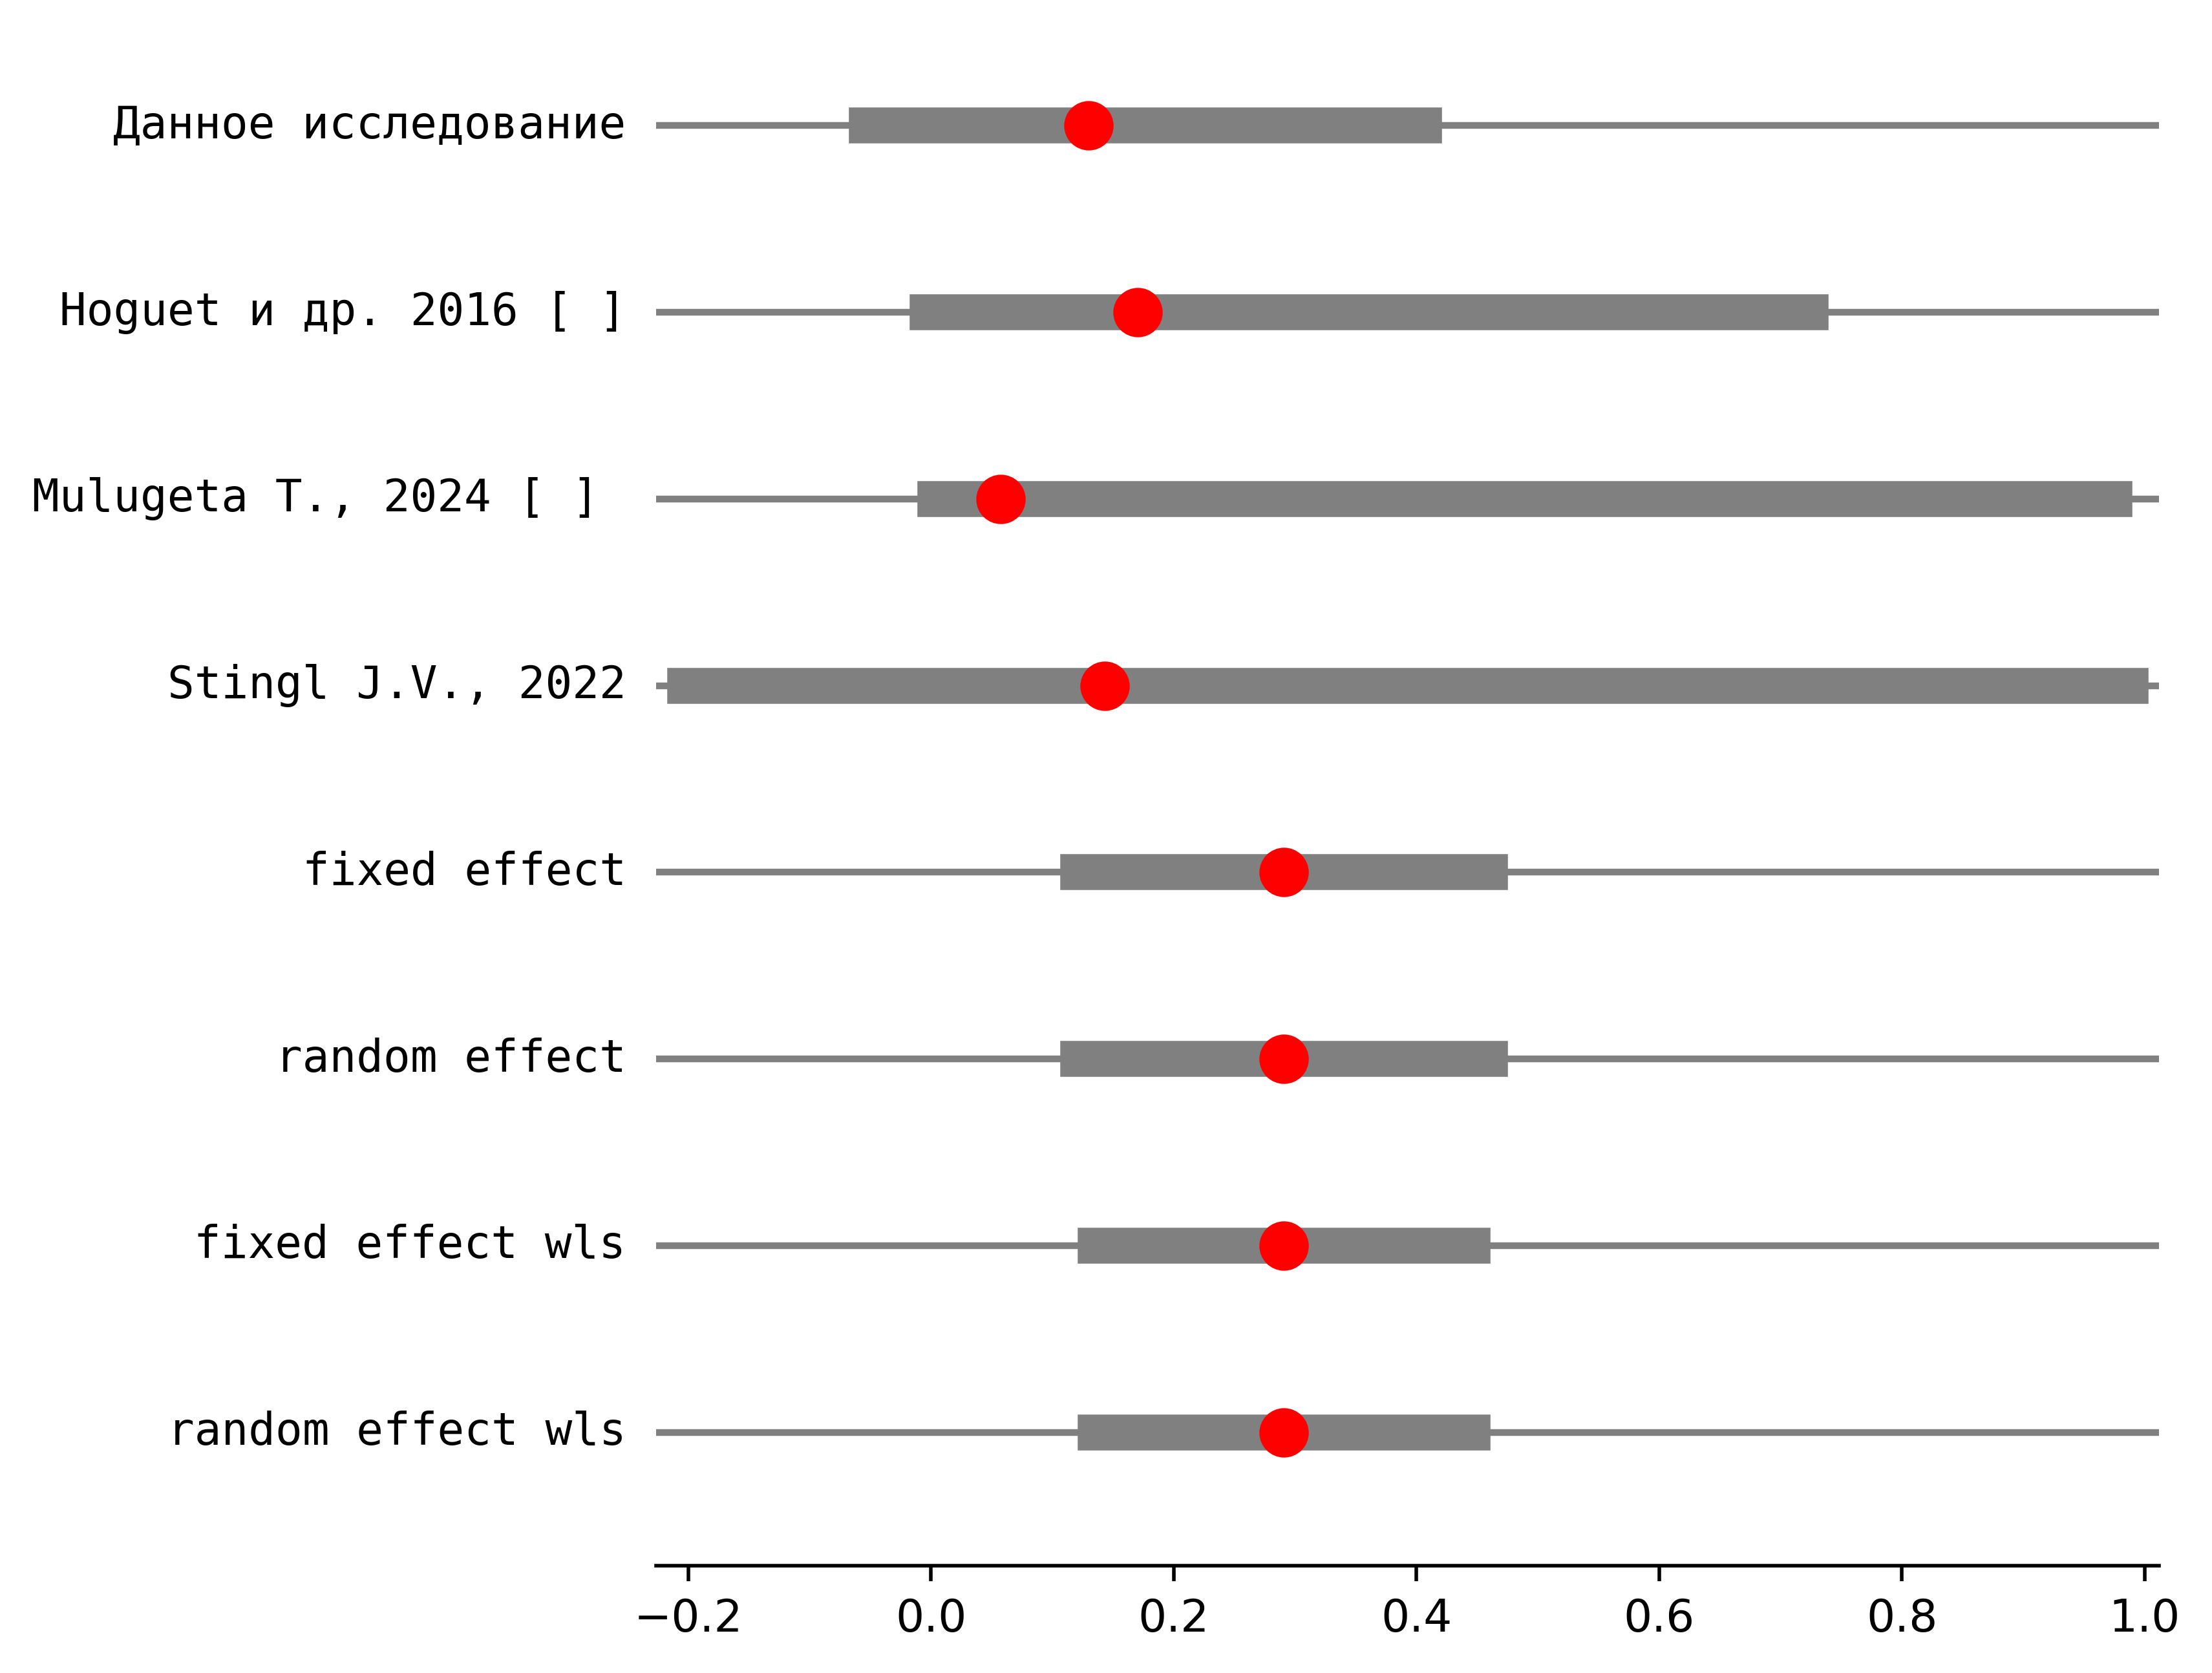 Данное исследование
Hoguet и др. 2016 [ ]
Mulugeta T., 2024 [ ]
Stingl J.V., 2022
fixed effect
random effect
fixed effect wls
random effect wls
−0.2 0.0 0.2 0.4 0.6 0.8 1.0